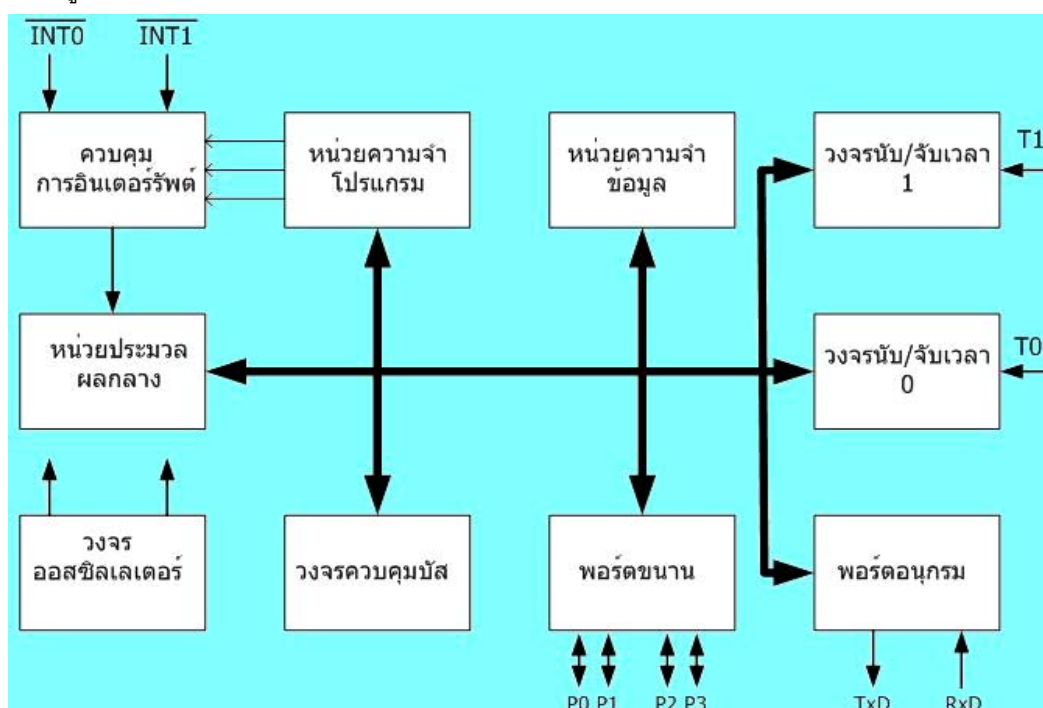 INT0 INT1
ควบคุม
การอินเตอร์รัพต์
หน่วยความจำ
โปรแกรม
หน่วยความจำ
ข้อมูล
วงจรนับ/จับเวลา
1
T1
หน่วยประมวล
ผลกลาง
วงจรนับ/จับเวลา
0
T0
วงจร
ออสซิลเลเตอร์
วงจรควบคุมบัส
พอร์ตขนาน
พอร์ตอนุกรม
P0 P1 P2 P3
TxD RxD